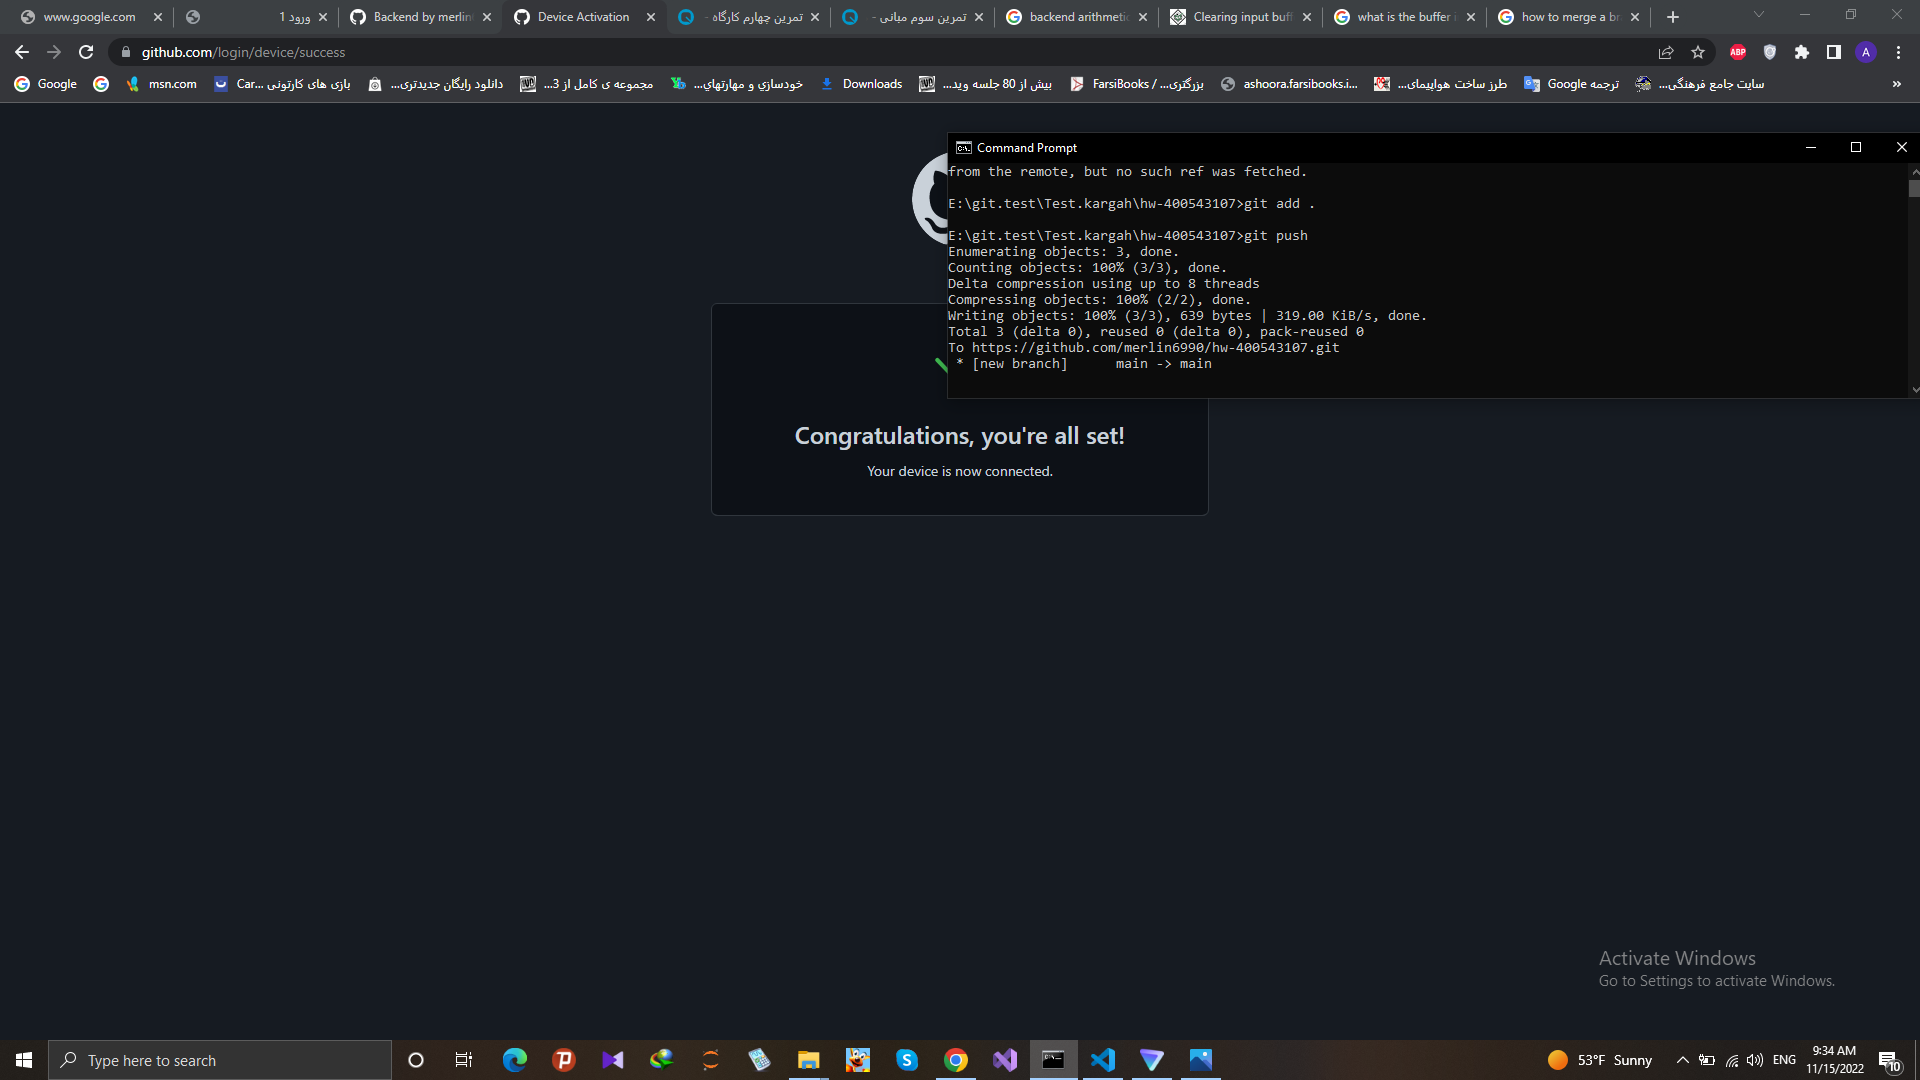 www.google.com
ورود 1
Backend by merlin
Device Activation
تمرین چهارم کارگاه -
تمرین سوم مبانی -
backend arithmetic
Clearing input buff
what is the buffer i
how to merge a br
github.com/login/device/success
ABP
A
Google
msn.com
بازی های کارتونی Car...
دانلود رایگان جدیدتری...
مجموعه ی کامل از 3...
خودسازي و مهارتهاي...
Downloads
بیش از 80 جلسه وید...
FarsiBooks / بزرگتری...
ashoora.farsibooks.i...
طرز ساخت هواپیمای...
ترجمه Google
سایت جامع فرهنگی...
»
Command Prompt
from the remote, but no such ref was fetched.
E:\git.test\Test.kargah\hw-400543107>git add .
E:\git.test\Test.kargah\hw-400543107>git push
Enumerating objects: 3, done.
Counting objects: 100% (3/3), done.
Delta compression using up to 8 threads
Compressing objects: 100% (2/2), done.
Writing objects: 100% (3/3), 639 bytes | 319.00 KiB/s, done.
Total 3 (delta 0), reused 0 (delta 0), pack-reused 0
To https://github.com/merlin6990/hw-400543107.git
* [new branch] main -> main
Congratulations, you're all set!
Your device is now connected.
Activate Windows
Go to Settings to activate Windows.
Type here to search
53°F Sunny
ENG
9:34 AM
11/15/2022
10